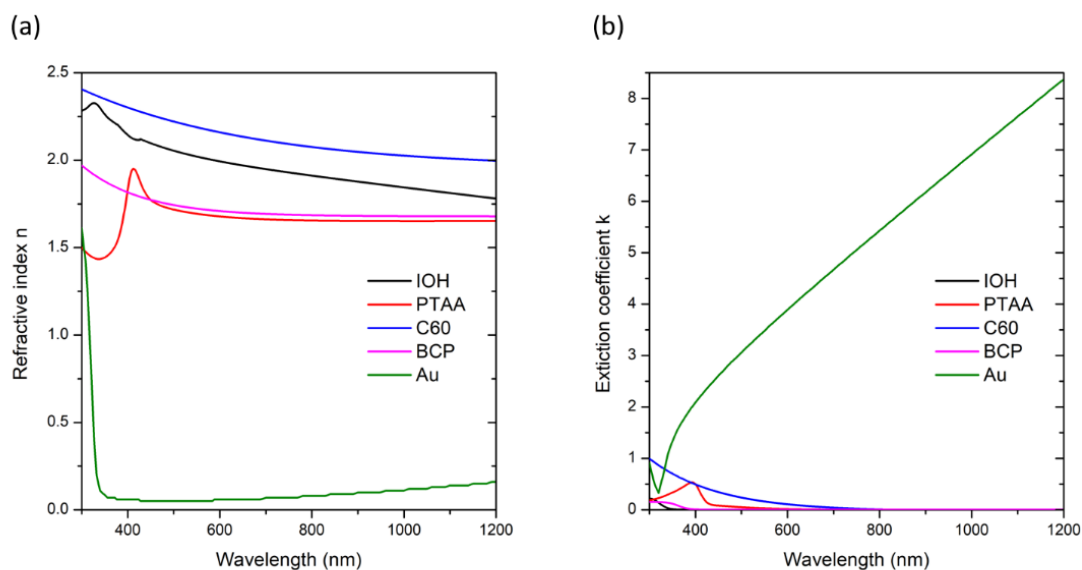 (a)
Refractive index n
2.5
2.0
1.5
1.0
0.5
0.0
400
600
800
1000
1200
Wavelength (nm)
IOH
PTAA
C60
BCP
Au
(b)
Extiction coefficient k
8
7
6
5
4
3
2
1
0
400
600
800
1000
1200
Wavelength (nm)
IOH
PTAA
C60
BCP
Au